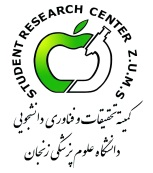 STUDENT RESEARCH CENTER Z.U.M.S
کمیته تحقیقات و فناوری دانشجویی
دانشگاه علوم پزشکی زنجان